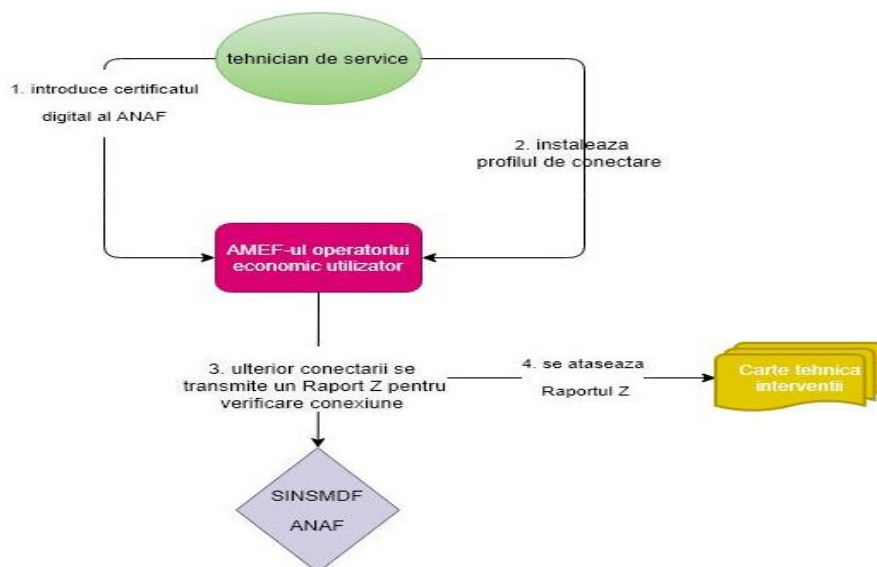 tehnician de service
1. introduce certificatul
digital al ANAF
2. instaleaza
profilul de conectare
AMEF-ul operatorlui
economic utilizator
3. ulterior conectarii se
transmite un Raport Z pentru
verificare conexiune
4. se ataseaza
Raportul Z
Carte tehnica
interventii
SINSMDF
ANAF